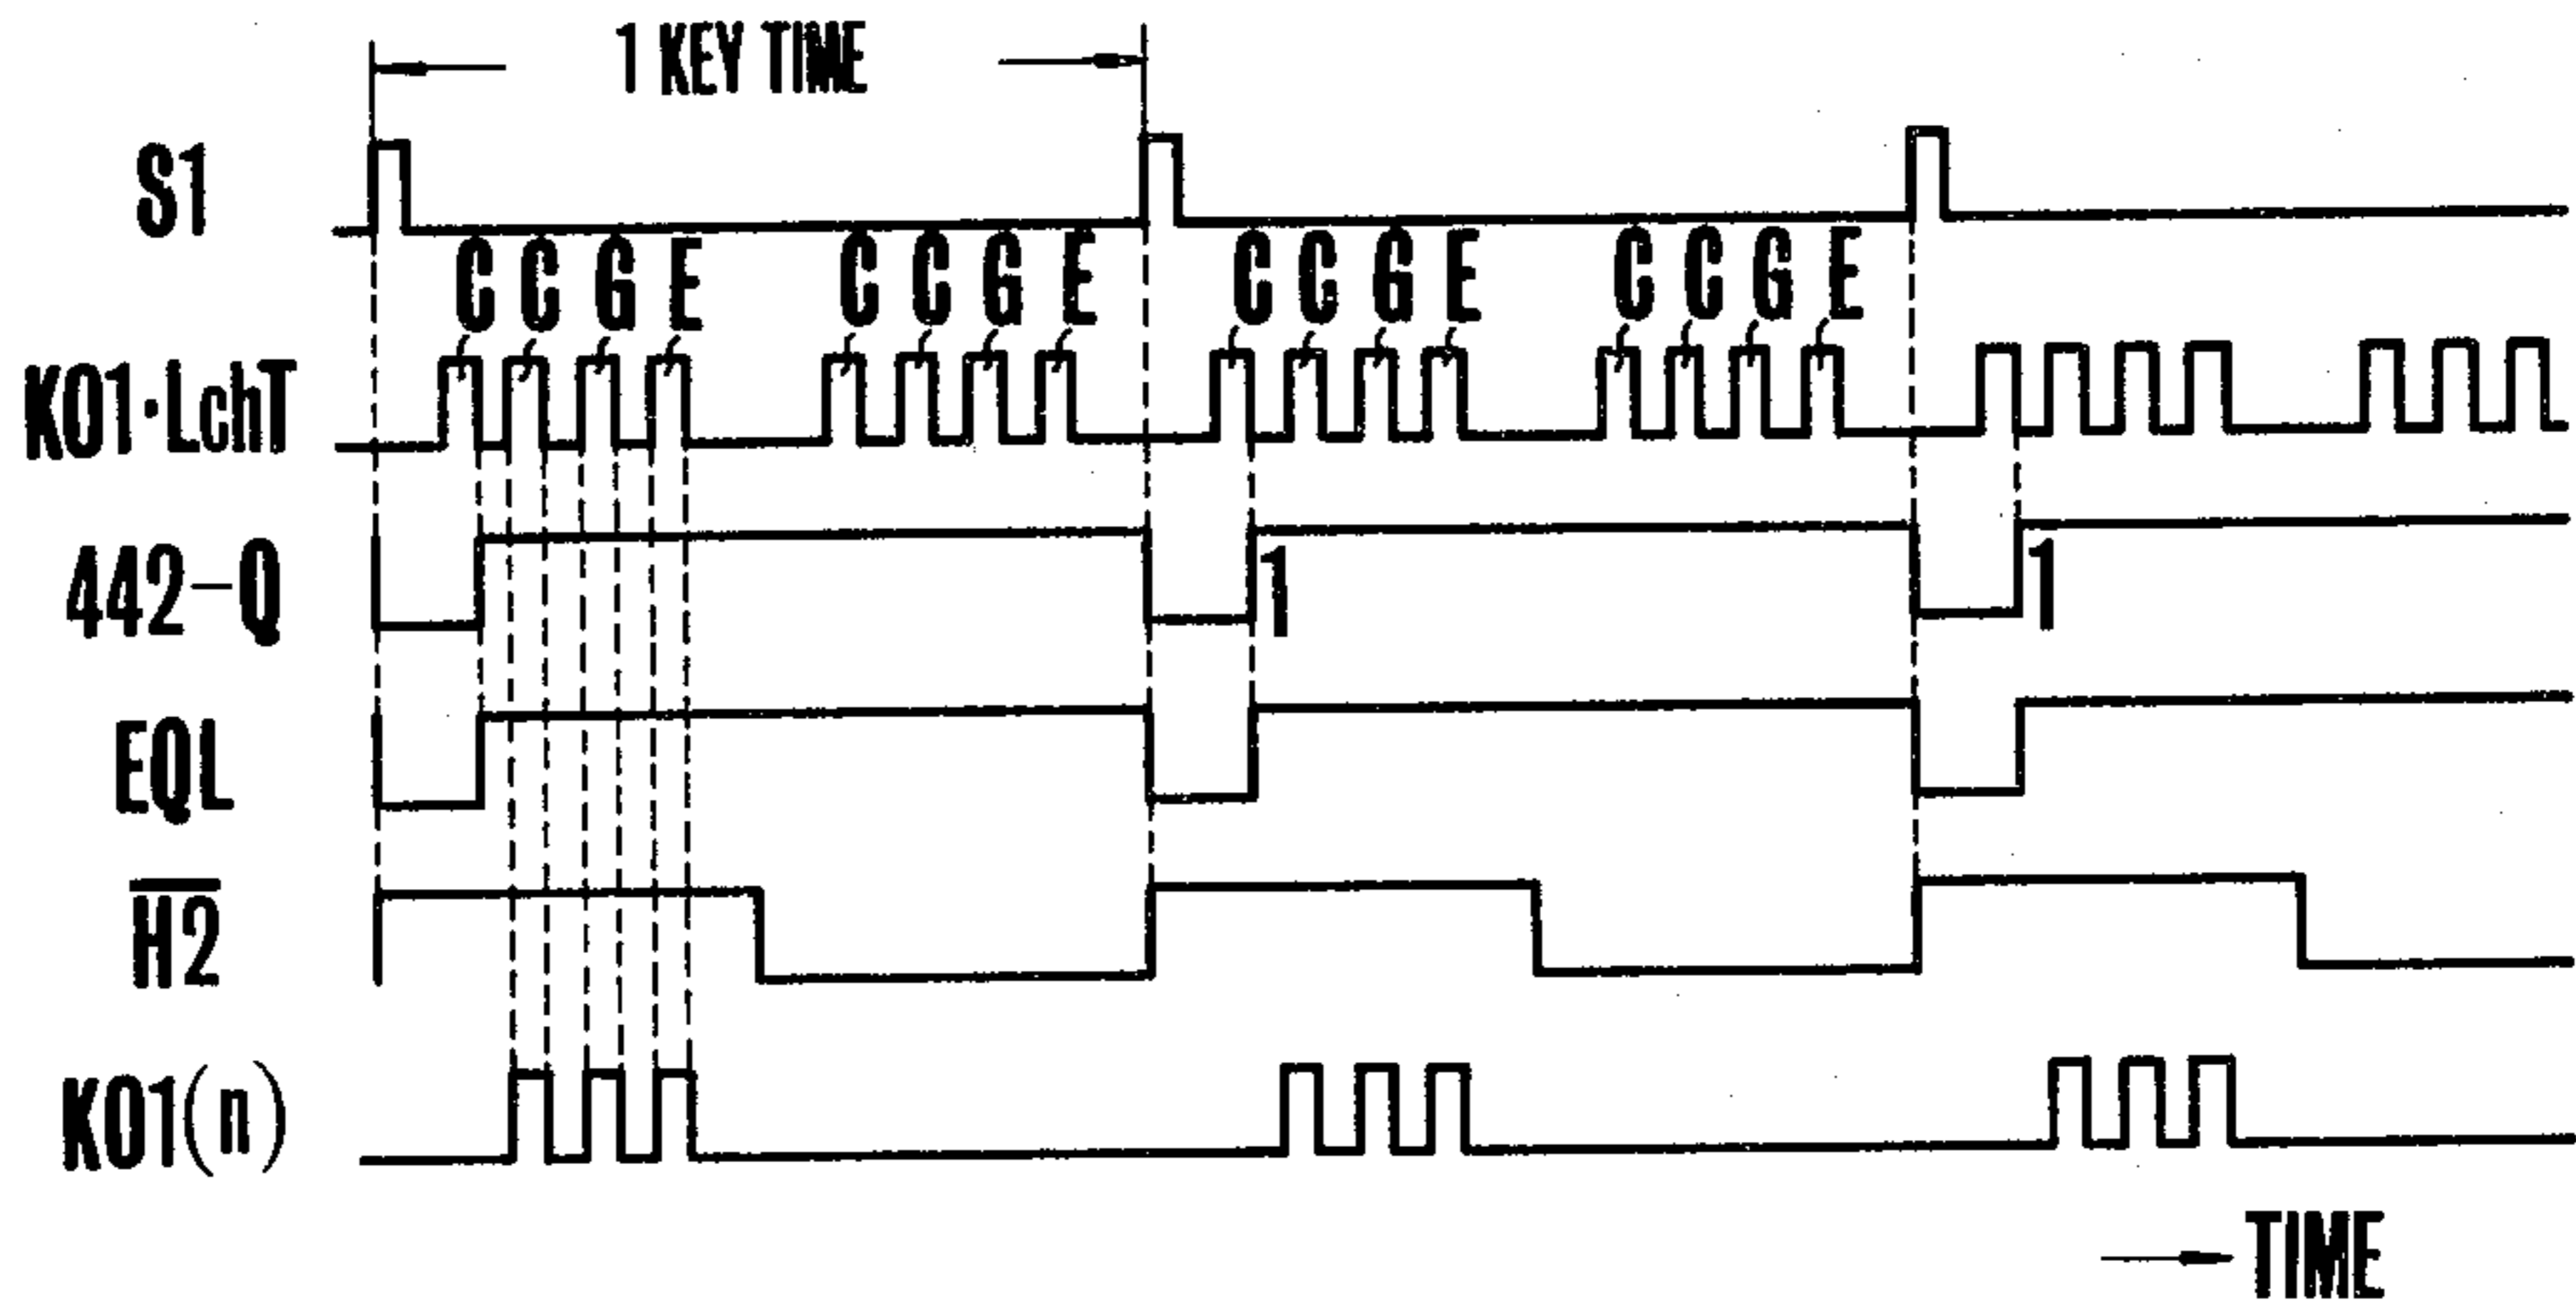 1 KEY TIME
S1
C C G E C C G E C C G E C C G E
K01·LchT
442-Q
1 1
EQL
H2̅
K01(n)
TIME